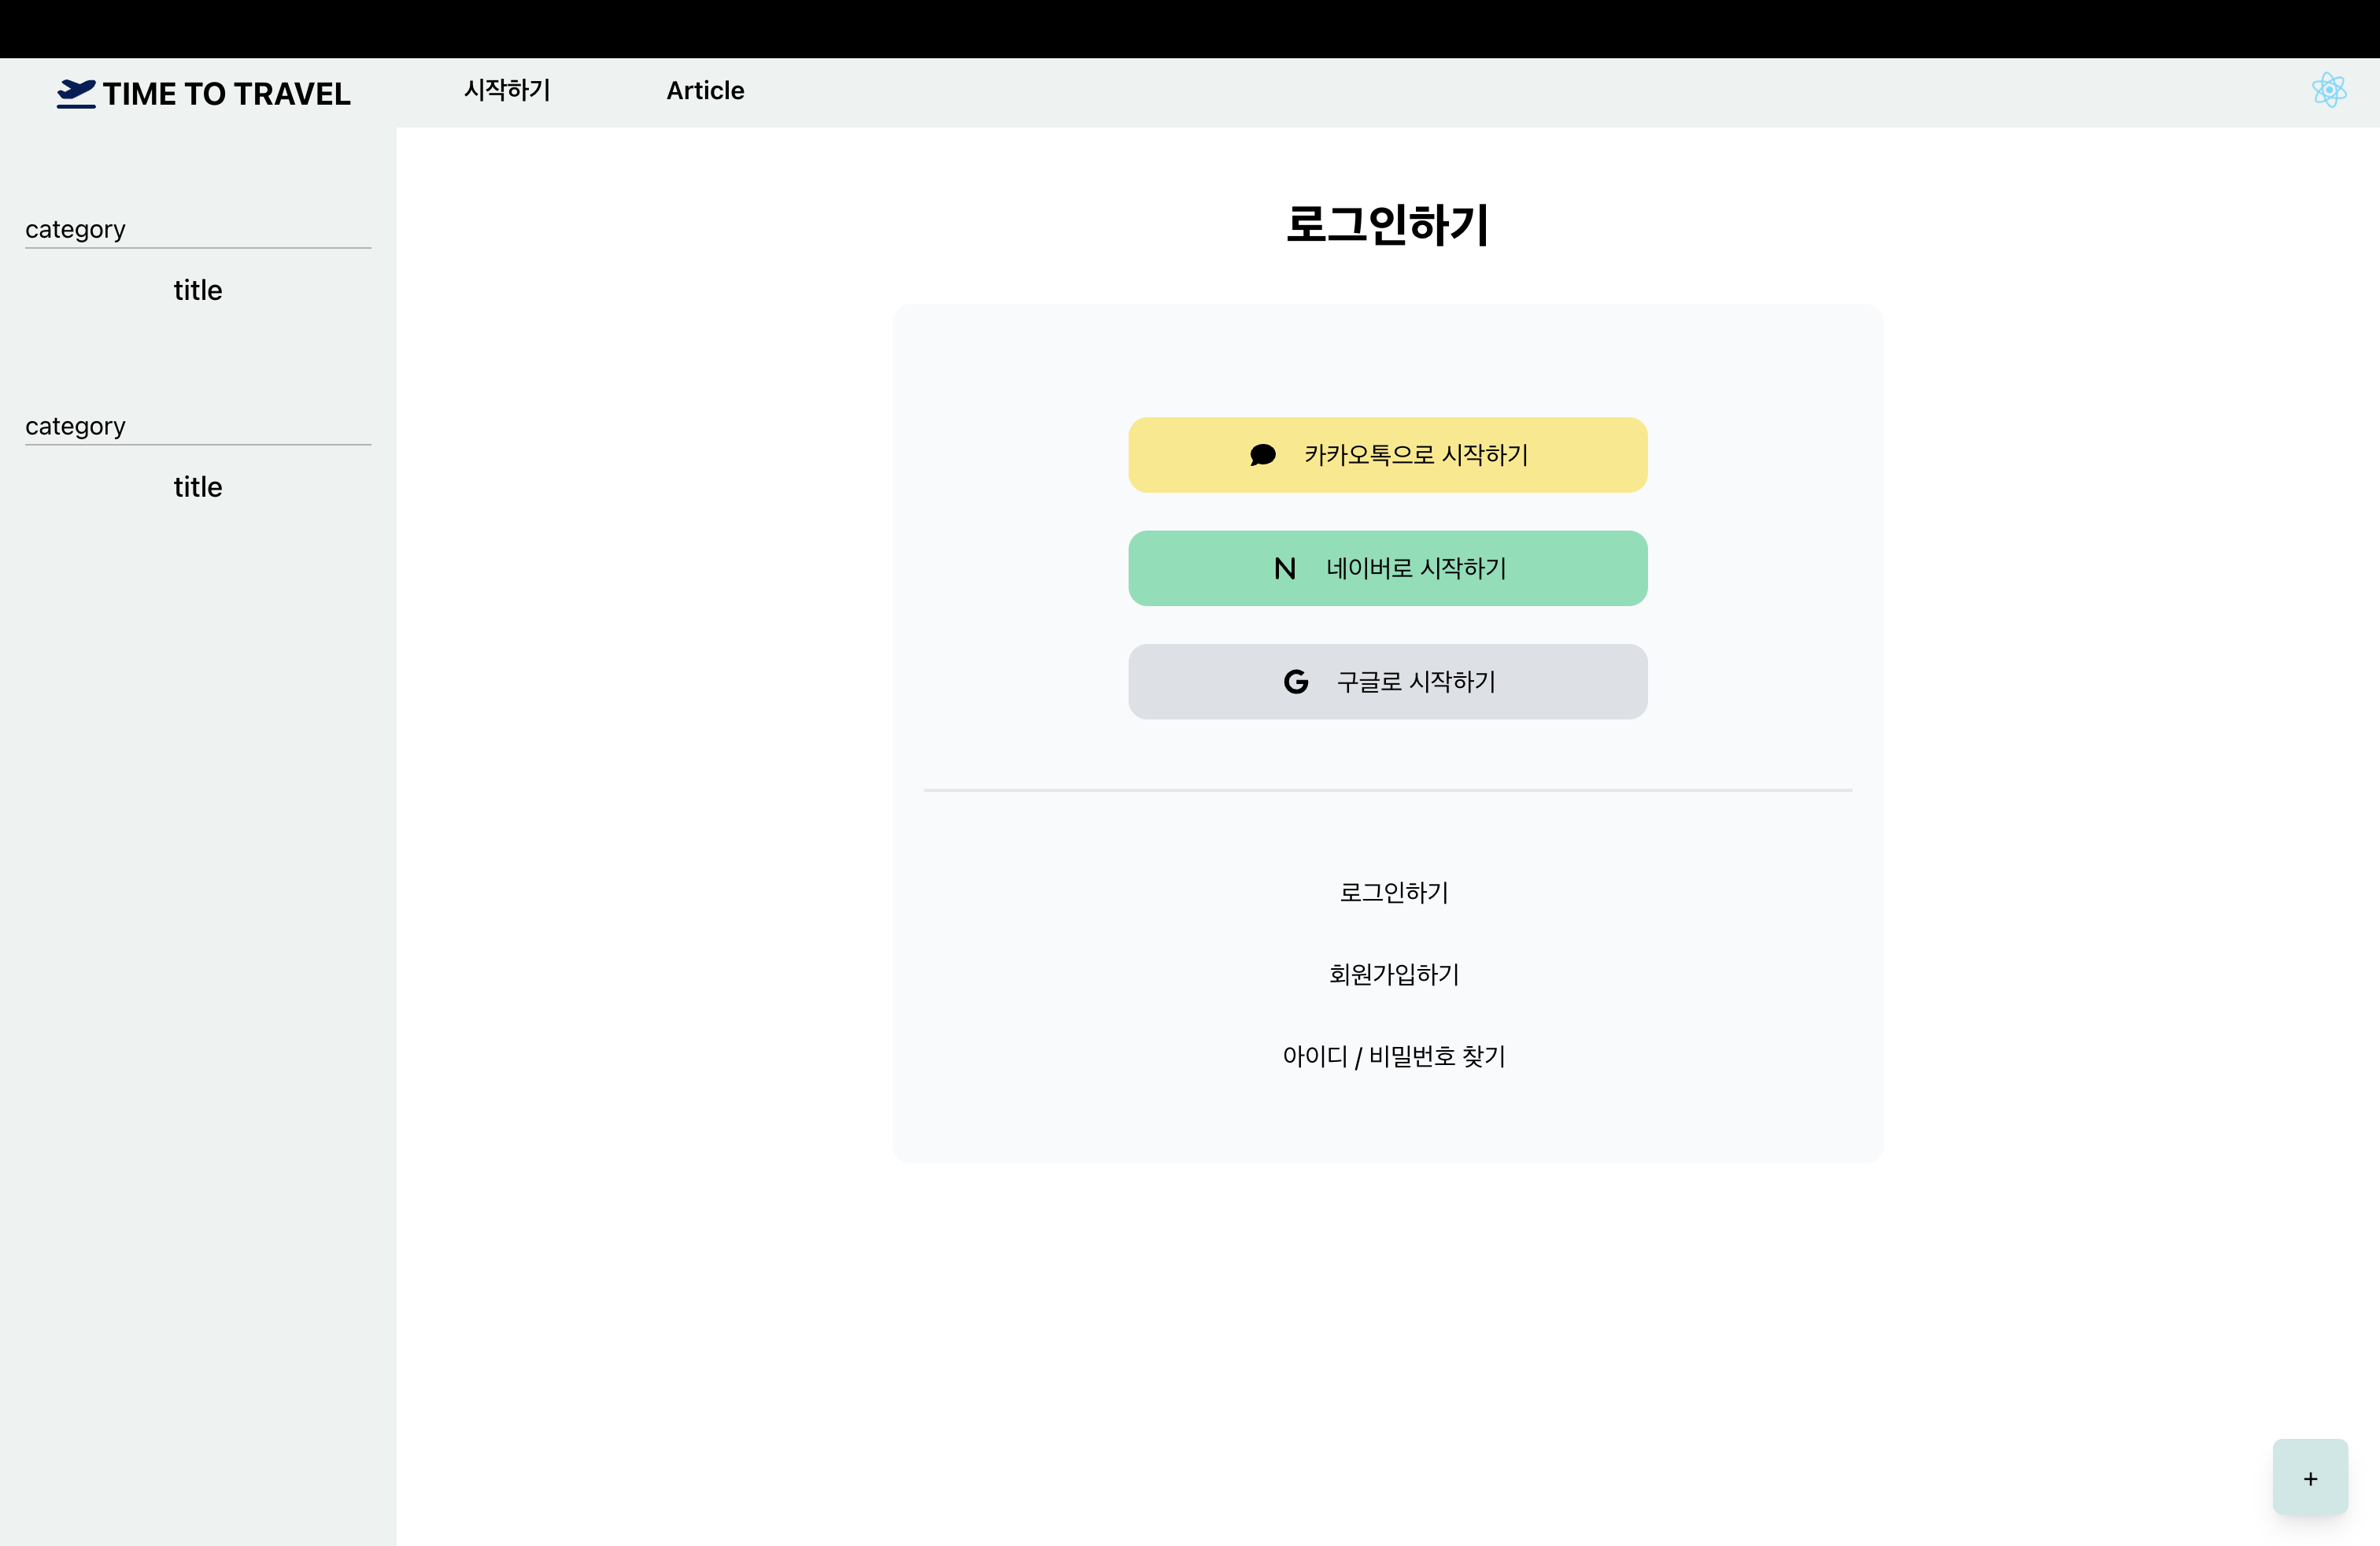 TIME TO TRAVEL
시작하기
Article
category
title
category
title
로그인하기
카카오톡으로 시작하기
N 네이버로 시작하기
G 구글로 시작하기
로그인하기
회원가입하기
아이디 / 비밀번호 찾기
+